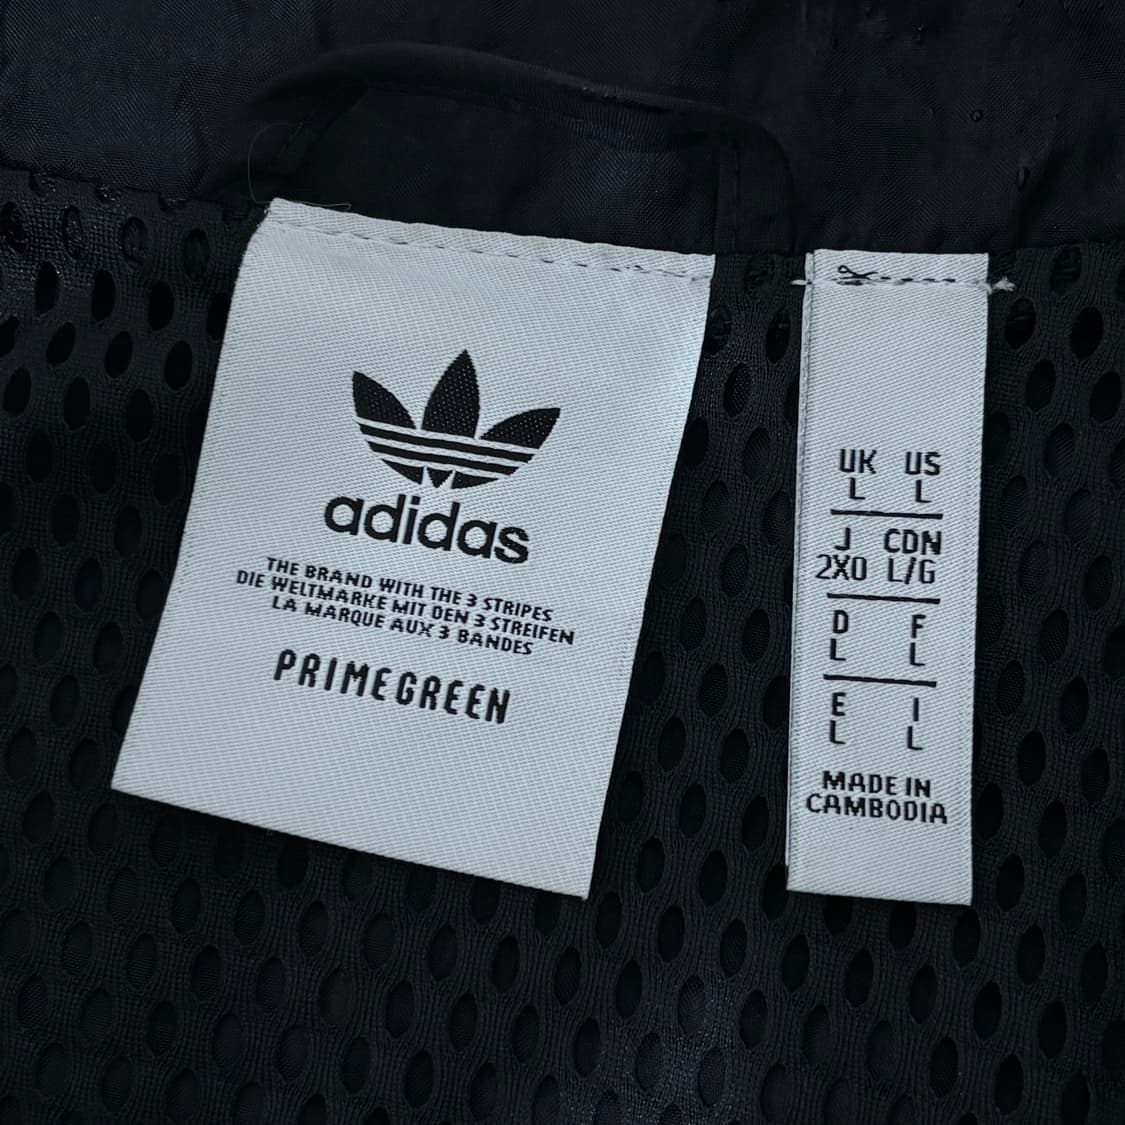 adidas
THE BRAND WITH THE 3 STRIPES
DIE WELTMARKE MIT DEN 3 STREIFEN
LA MARQUE AUX 3 BANDES
PRIMEGREEN
UK US
L L
J CDN
2XO L/G
D F
L L
E I
L L
MADE IN
CAMBODIA